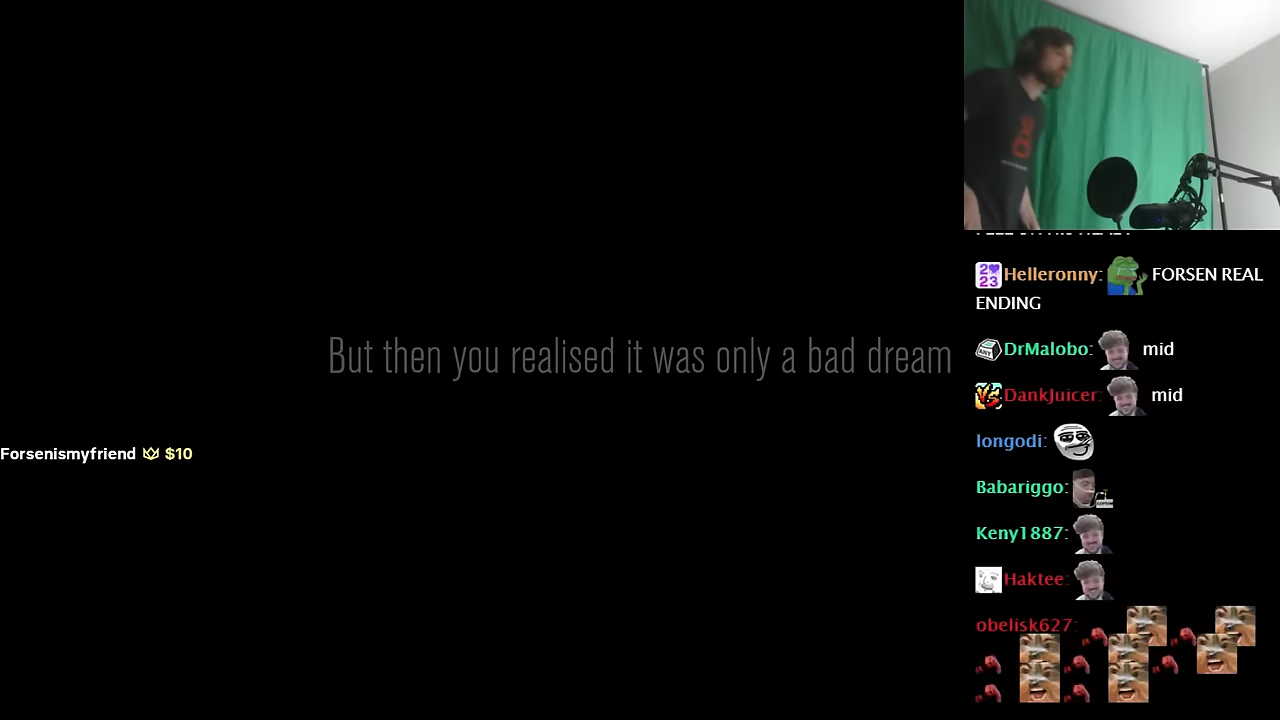 But then you realised it was only a bad dream
Forsenismyfriend $10
Helleronny: FORSEN REAL
ENDING
DrMalobo: mid
DankJuicer: mid
longodi:
Babariggo:
Keny1887:
Haktee:
obelisk627: